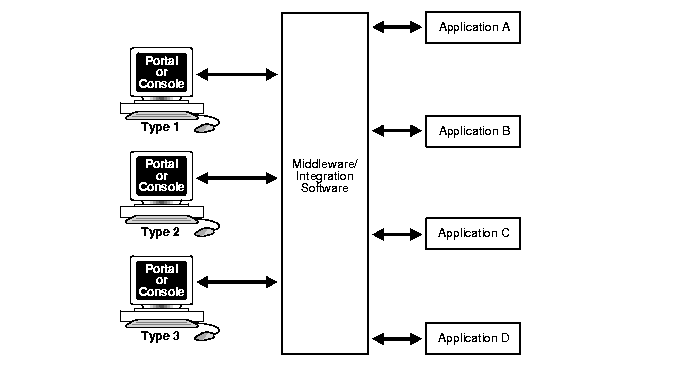 Application A
Portal
or
Console
Type 1
Application B
Middleware/
Integration
Software
Portal
or
Console
Type 2
Application C
Portal
or
Console
Type 3
Application D